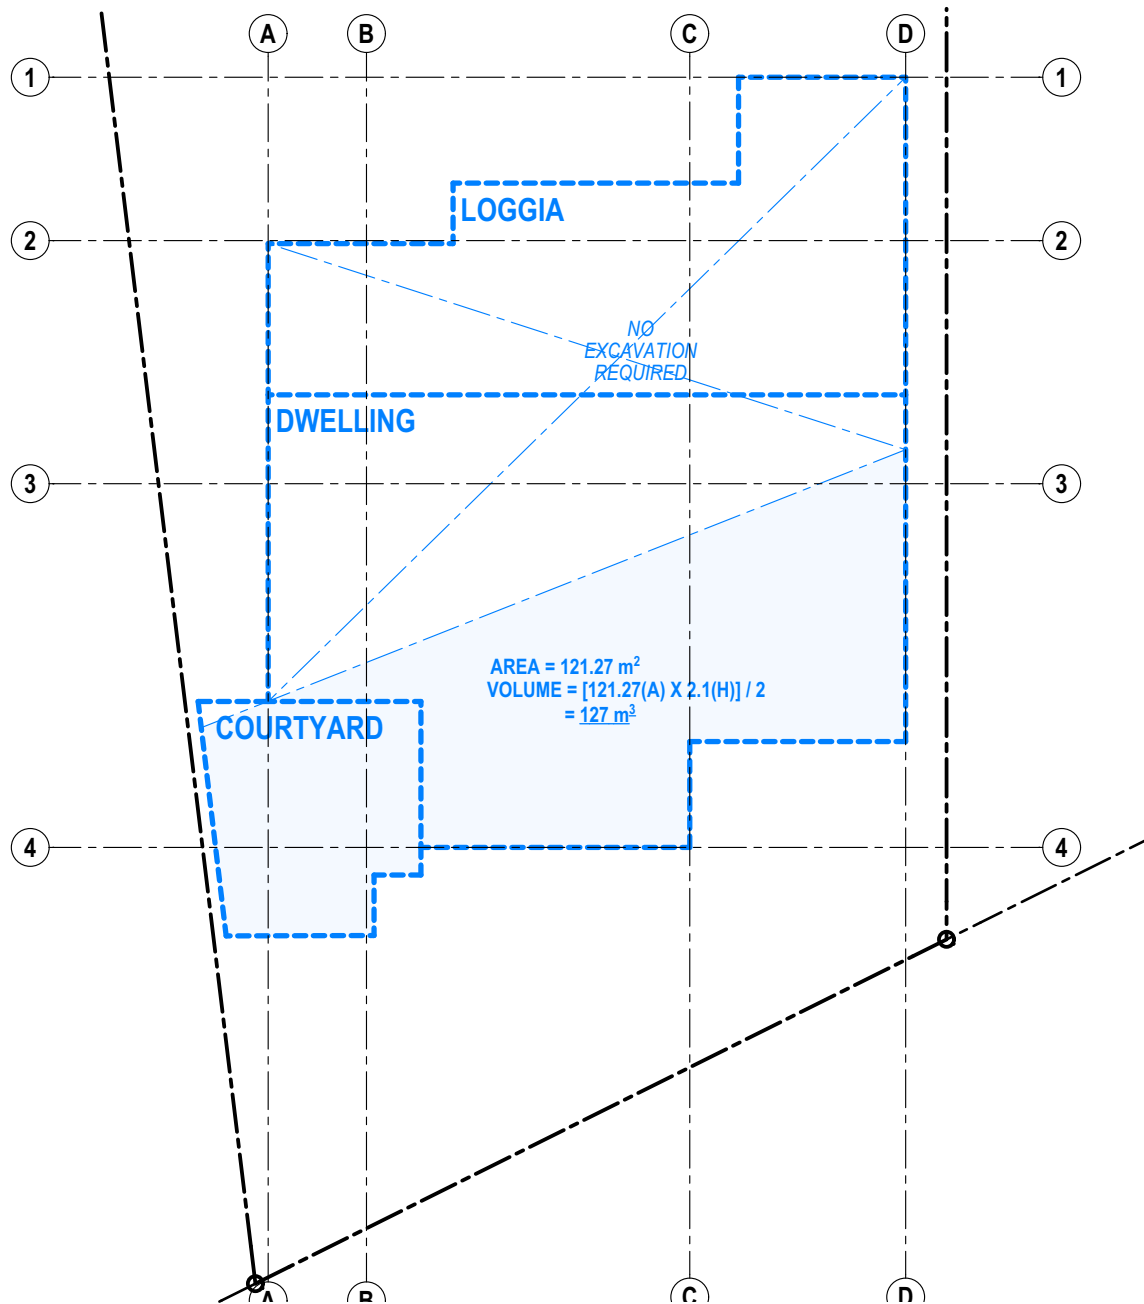 A B C D
1 1
LOGGIA
2 2
NO
EXCAVATION
REQUIRED
DWELLING
3 3
AREA = 121.27 m²
VOLUME = [121.27(A) X 2.1(H)] / 2
= 127 m³
COURTYARD
4 4
A B C D